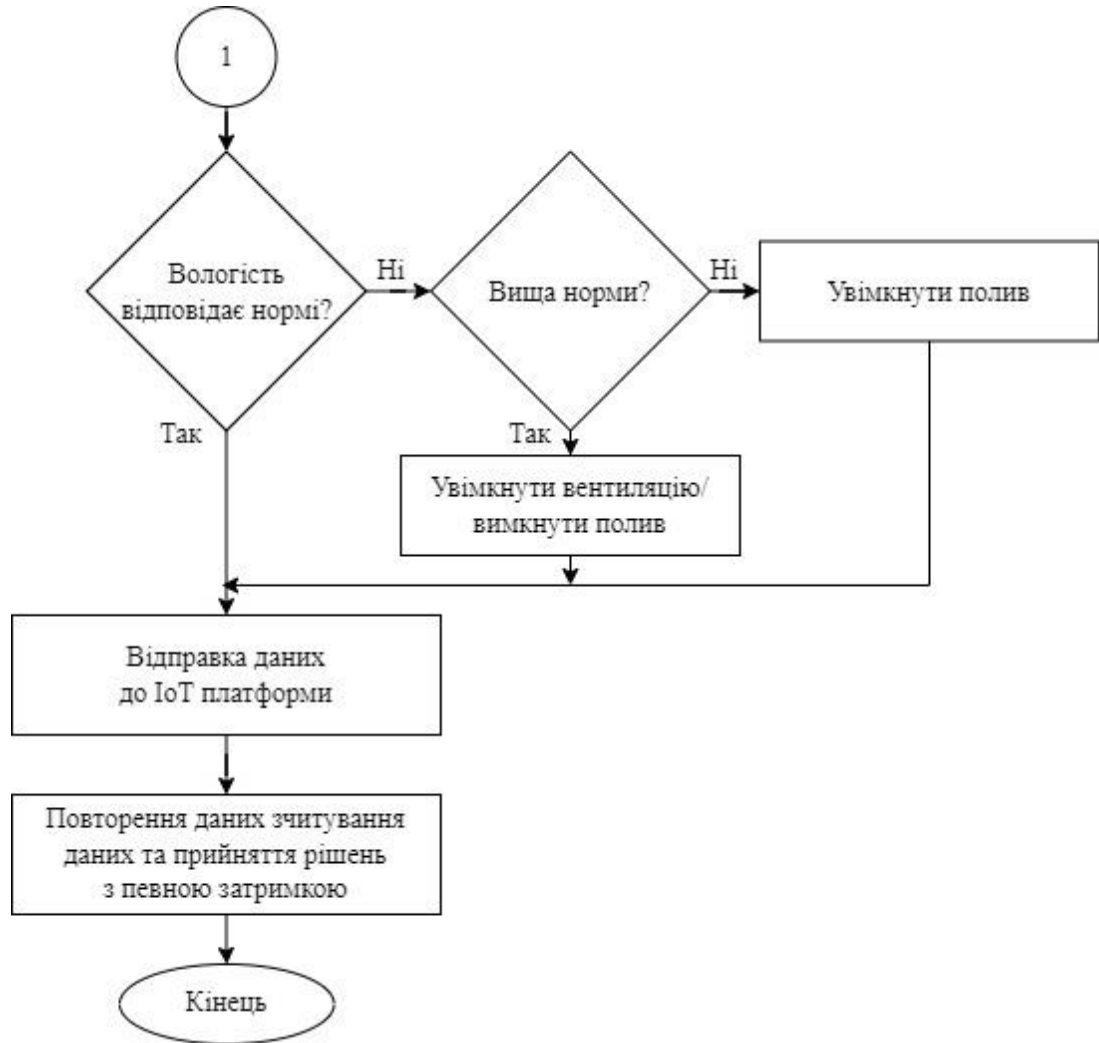 1
Вологість
відповідає нормі?
Ні
Вища норми?
Ні
Увімкнути полив
Так
Так
Увімкнути вентиляцію/
вимкнути полив
Відправка даних
до IoT платформи
Повторення даних зчитування
даних та прийняття рішень
з певною затримкою
Кінець